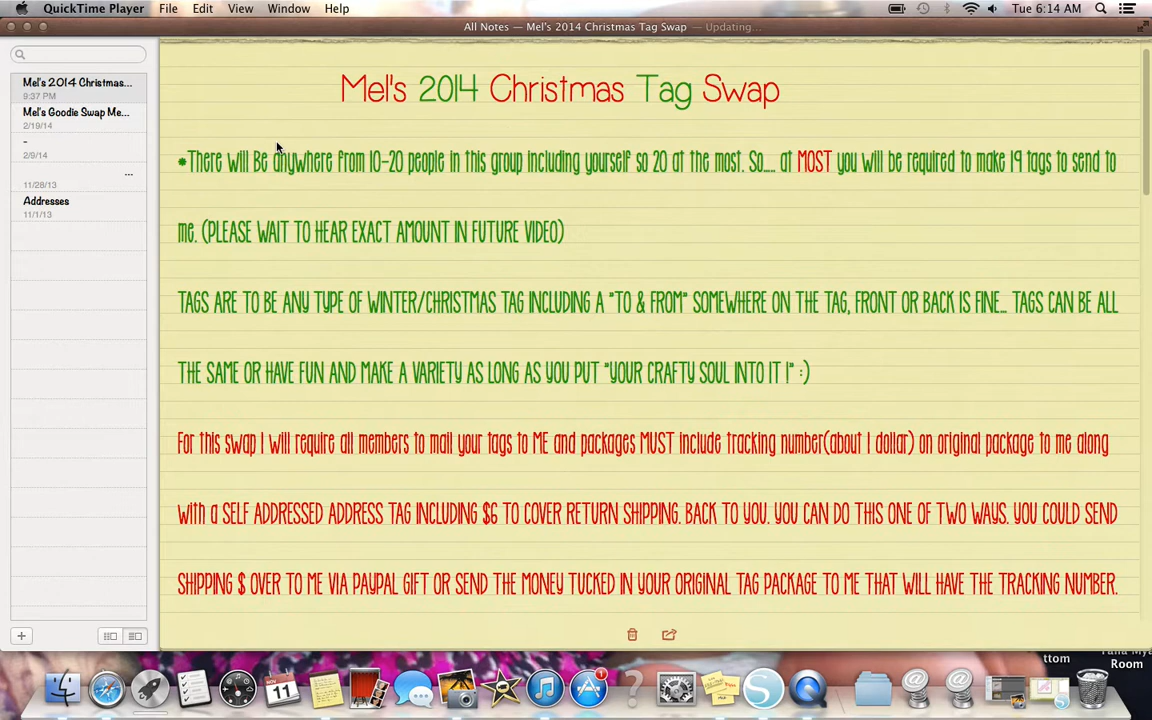 QuickTime Player File Edit View Window Help Tue 6:14 AM
All Notes — Mel's 2014 Christmas Tag Swap — Updating...
Mel's 2014 Christmas...
9:37 PM
Mel's Goodie Swap Me...
2/19/14
-
2/9/14
...
11/28/13
Addresses
11/1/13
Mel's 2014 Christmas Tag Swap
*There will Be anywhere from 10-20 people in this group including yourself so 20 at the most. So..... at MOST you will be required to make 19 tags to send to
me. (PLEASE WAIT TO HEAR EXACT AMOUNT IN FUTURE VIDEO)
TAGS ARE TO BE ANY TYPE OF WINTER/CHRISTMAS TAG INCLUDING A "TO & FROM" SOMEWHERE ON THE TAG, FRONT OR BACK IS FINE... TAGS CAN BE ALL
THE SAME OR HAVE FUN AND MAKE A VARIETY AS LONG AS YOU PUT "YOUR CRAFTY SOUL INTO IT !" :)
For this swap I will require all members to mail your tags to ME and packages MUST include tracking number(about 1 dollar) on original package to me along
with a SELF ADDRESSED ADDRESS TAG INCLUDING $6 TO COVER RETURN SHIPPING. BACK TO YOU. YOU CAN DO THIS ONE OF TWO WAYS. YOU COULD SEND
SHIPPING $ OVER TO ME VIA PAYPAL GIFT OR SEND THE MONEY TUCKED IN YOUR ORIGINAL TAG PACKAGE TO ME THAT WILL HAVE THE TRACKING NUMBER.
ttom
Room
NOV
11
1